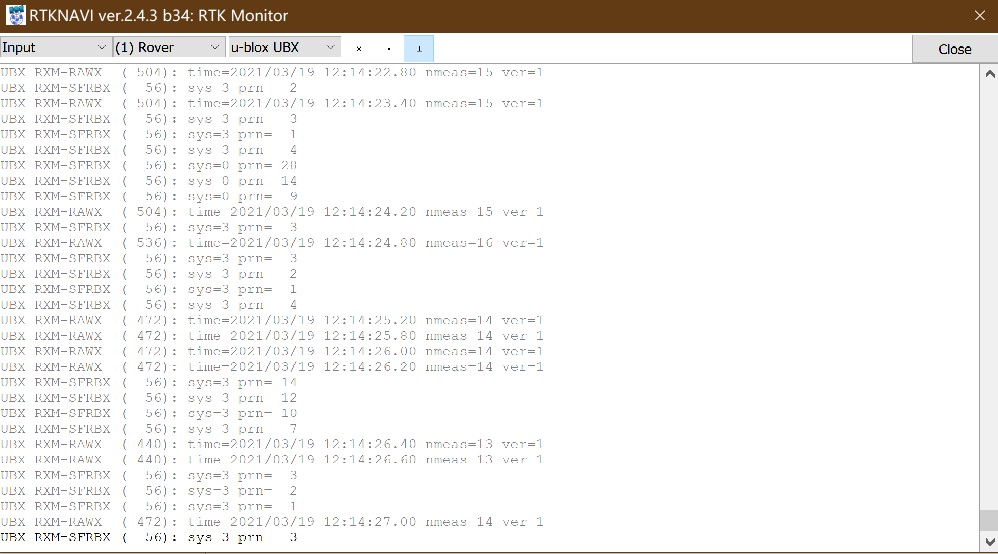 RTKNAVI ver.2.4.3 b34: RTK Monitor
Input (1) Rover u-blox UBX Close
UBX RXM-RAWX ( 504): time=2021/03/19 12:14:22.80 nmeas=15 ver=1
UBX RXM-SFRBX ( 56): sys=3 prn= 2
UBX RXM-RAWX ( 504): time=2021/03/19 12:14:23.40 nmeas=15 ver=1
UBX RXM-SFRBX ( 56): sys=3 prn= 3
UBX RXM-SFRBX ( 56): sys=3 prn= 1
UBX RXM-SFRBX ( 56): sys=3 prn= 4
UBX RXM-SFRBX ( 56): sys=0 prn= 28
UBX RXM-SFRBX ( 56): sys=0 prn= 14
UBX RXM-SFRBX ( 56): sys=0 prn= 9
UBX RXM-RAWX ( 504): time=2021/03/19 12:14:24.20 nmeas=15 ver=1
UBX RXM-SFRBX ( 56): sys=3 prn= 3
UBX RXM-RAWX ( 536): time=2021/03/19 12:14:24.80 nmeas=16 ver=1
UBX RXM-SFRBX ( 56): sys=3 prn= 3
UBX RXM-SFRBX ( 56): sys=3 prn= 2
UBX RXM-SFRBX ( 56): sys=3 prn= 1
UBX RXM-SFRBX ( 56): sys=3 prn= 4
UBX RXM-RAWX ( 472): time=2021/03/19 12:14:25.20 nmeas=14 ver=1
UBX RXM-RAWX ( 472): time=2021/03/19 12:14:25.80 nmeas=14 ver=1
UBX RXM-RAWX ( 472): time=2021/03/19 12:14:26.00 nmeas=14 ver=1
UBX RXM-RAWX ( 472): time=2021/03/19 12:14:26.20 nmeas=14 ver=1
UBX RXM-SFRBX ( 56): sys=3 prn= 14
UBX RXM-SFRBX ( 56): sys=3 prn= 12
UBX RXM-SFRBX ( 56): sys=3 prn= 10
UBX RXM-SFRBX ( 56): sys=3 prn= 7
UBX RXM-RAWX ( 440): time=2021/03/19 12:14:26.40 nmeas=13 ver=1
UBX RXM-RAWX ( 440): time=2021/03/19 12:14:26.60 nmeas=13 ver=1
UBX RXM-SFRBX ( 56): sys=3 prn= 3
UBX RXM-SFRBX ( 56): sys=3 prn= 2
UBX RXM-SFRBX ( 56): sys=3 prn= 1
UBX RXM-RAWX ( 472): time=2021/03/19 12:14:27.00 nmeas=14 ver=1
UBX RXM-SFRBX ( 56): sys=3 prn= 3